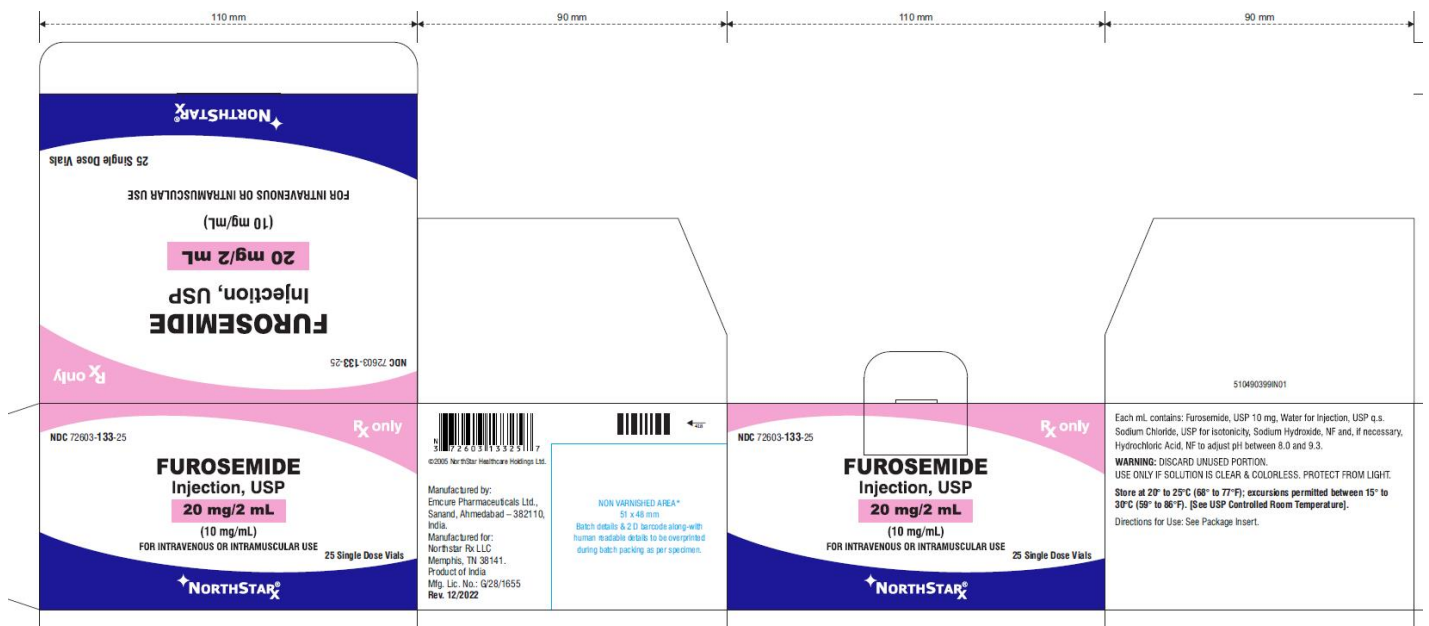 110 mm
90 mm
110 mm
90 mm
NORTHSTARx®
25 Single Dose Vials
FOR INTRAVENOUS OR INTRAMUSCULAR USE
(10 mg/mL)
20 mg/2 mL
Injection, USP
FUROSEMIDE
NDC 72603-133-25
Rx only
510490399IN01
Rx only
NDC 72603-133-25
FUROSEMIDE
Injection, USP
20 mg/2 mL
(10 mg/mL)
FOR INTRAVENOUS OR INTRAMUSCULAR USE
25 Single Dose Vials
NORTHSTARx®
N
3 72603 13325 7
©2005 NorthStar Healthcare Holdings Ltd.
Manufactured by:
Emcure Pharmaceuticals Ltd.,
Sanand, Ahmedabad – 382110,
India.
Manufactured for:
Northstar Rx LLC
Memphis, TN 38141.
Product of India
Mfg. Lic. No.: G/28/1655
Rev. 12/2022
NON VARNISHED AREA*
51 x 48 mm
Batch details & 2 D barcode along-with
human readable details to be overprinted
during batch packing as per specimen.
Rx only
NDC 72603-133-25
FUROSEMIDE
Injection, USP
20 mg/2 mL
(10 mg/mL)
FOR INTRAVENOUS OR INTRAMUSCULAR USE
25 Single Dose Vials
NORTHSTARx®
Each mL contains: Furosemide, USP 10 mg, Water for Injection, USP q.s.
Sodium Chloride, USP for isotonicity, Sodium Hydroxide, NF and, if necessary,
Hydrochloric Acid, NF to adjust pH between 8.0 and 9.3.
WARNING: DISCARD UNUSED PORTION.
USE ONLY IF SOLUTION IS CLEAR & COLORLESS. PROTECT FROM LIGHT.
Store at 20° to 25°C (68° to 77°F); excursions permitted between 15° to
30°C (59° to 86°F). [See USP Controlled Room Temperature].
Directions for Use: See Package Insert.